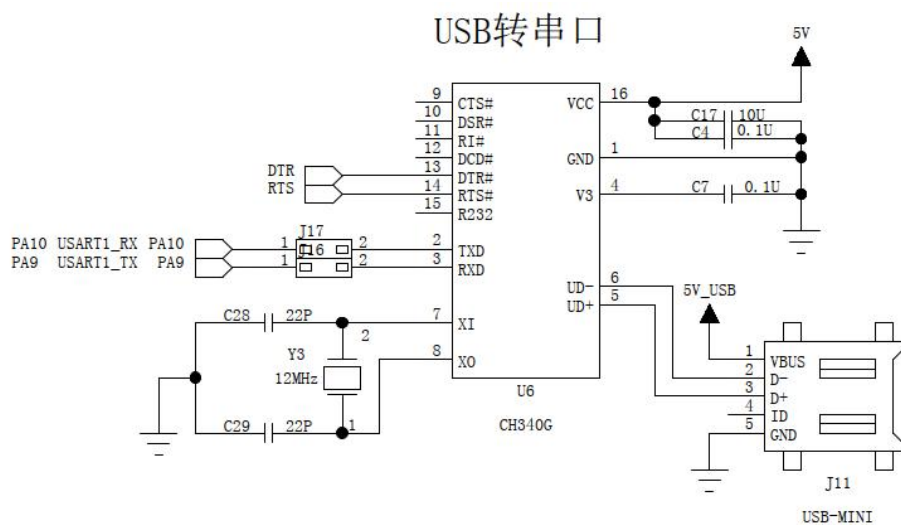 USB转串口
5V
9 CTS# VCC 16
10 DSR# C17 10U
11 RI# C4 0.1U
12 DCD# GND 1
DTR 13 DTR#
RTS 14 RTS# V3 4 C7 0.1U
15 R232
J17
PA10 USART1_RX PA10 1 2 2 TXD
J16
PA9 USART1_TX PA9 1 2 3 RXD
UD- 6
UD+ 5
5V_USB
C28 22P 7 XI
2
Y3 8 XO
12MHz
1 VBUS
2 D-
3 D+
4 ID
5 GND
U6
C29 22P 1
CH340G
J11
USB-MINI